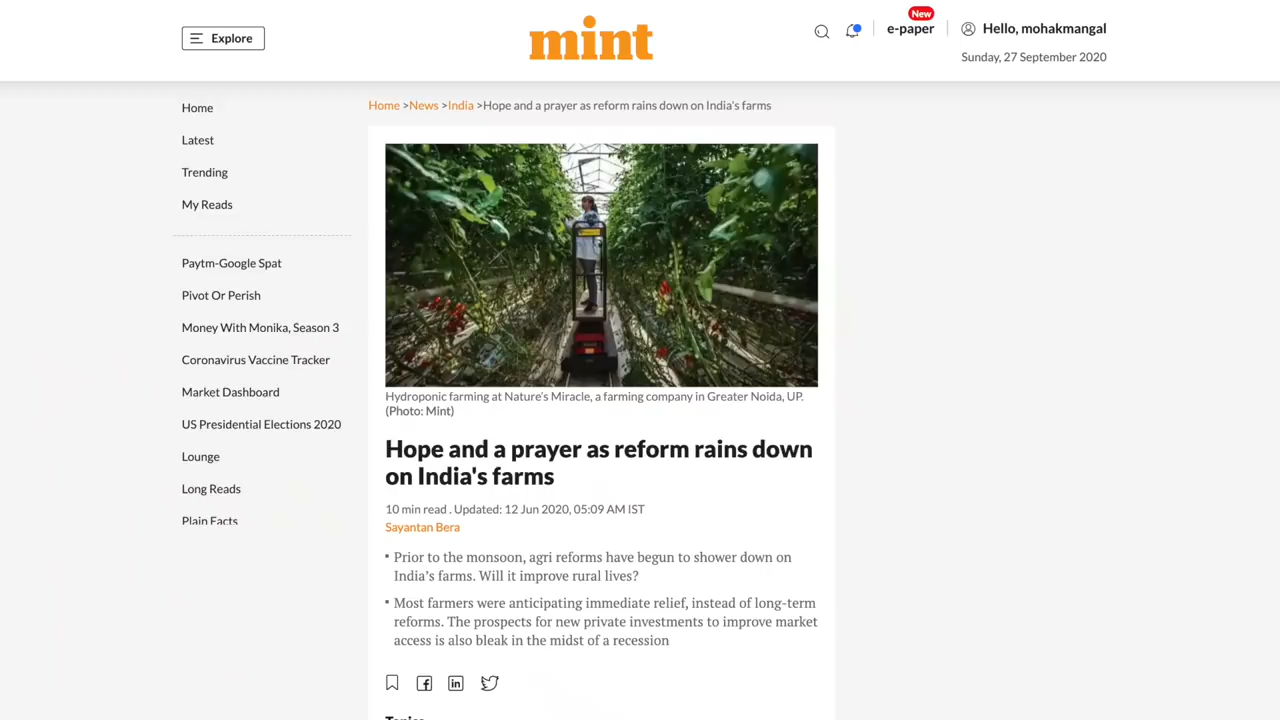 Explore
mint
New
e-paper
Hello, mohakmangal
Sunday, 27 September 2020
Home
Latest
Trending
My Reads
Paytm-Google Spat
Pivot Or Perish
Money With Monika, Season 3
Coronavirus Vaccine Tracker
Market Dashboard
US Presidential Elections 2020
Lounge
Long Reads
Plain Facts
Home >News >India >Hope and a prayer as reform rains down on India's farms
Hydroponic farming at Nature's Miracle, a farming company in Greater Noida, UP.
(Photo: Mint)
Hope and a prayer as reform rains down
on India's farms
10 min read . Updated: 12 Jun 2020, 05:09 AM IST
Sayantan Bera
Prior to the monsoon, agri reforms have begun to shower down on
India’s farms. Will it improve rural lives?
Most farmers were anticipating immediate relief, instead of long-term
reforms. The prospects for new private investments to improve market
access is also bleak in the midst of a recession
Topics